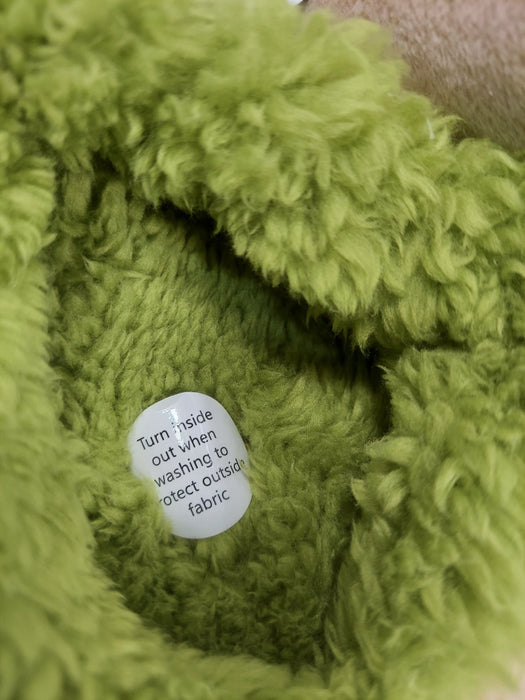 Turn inside
out when
washing to
rotect outside
fabric